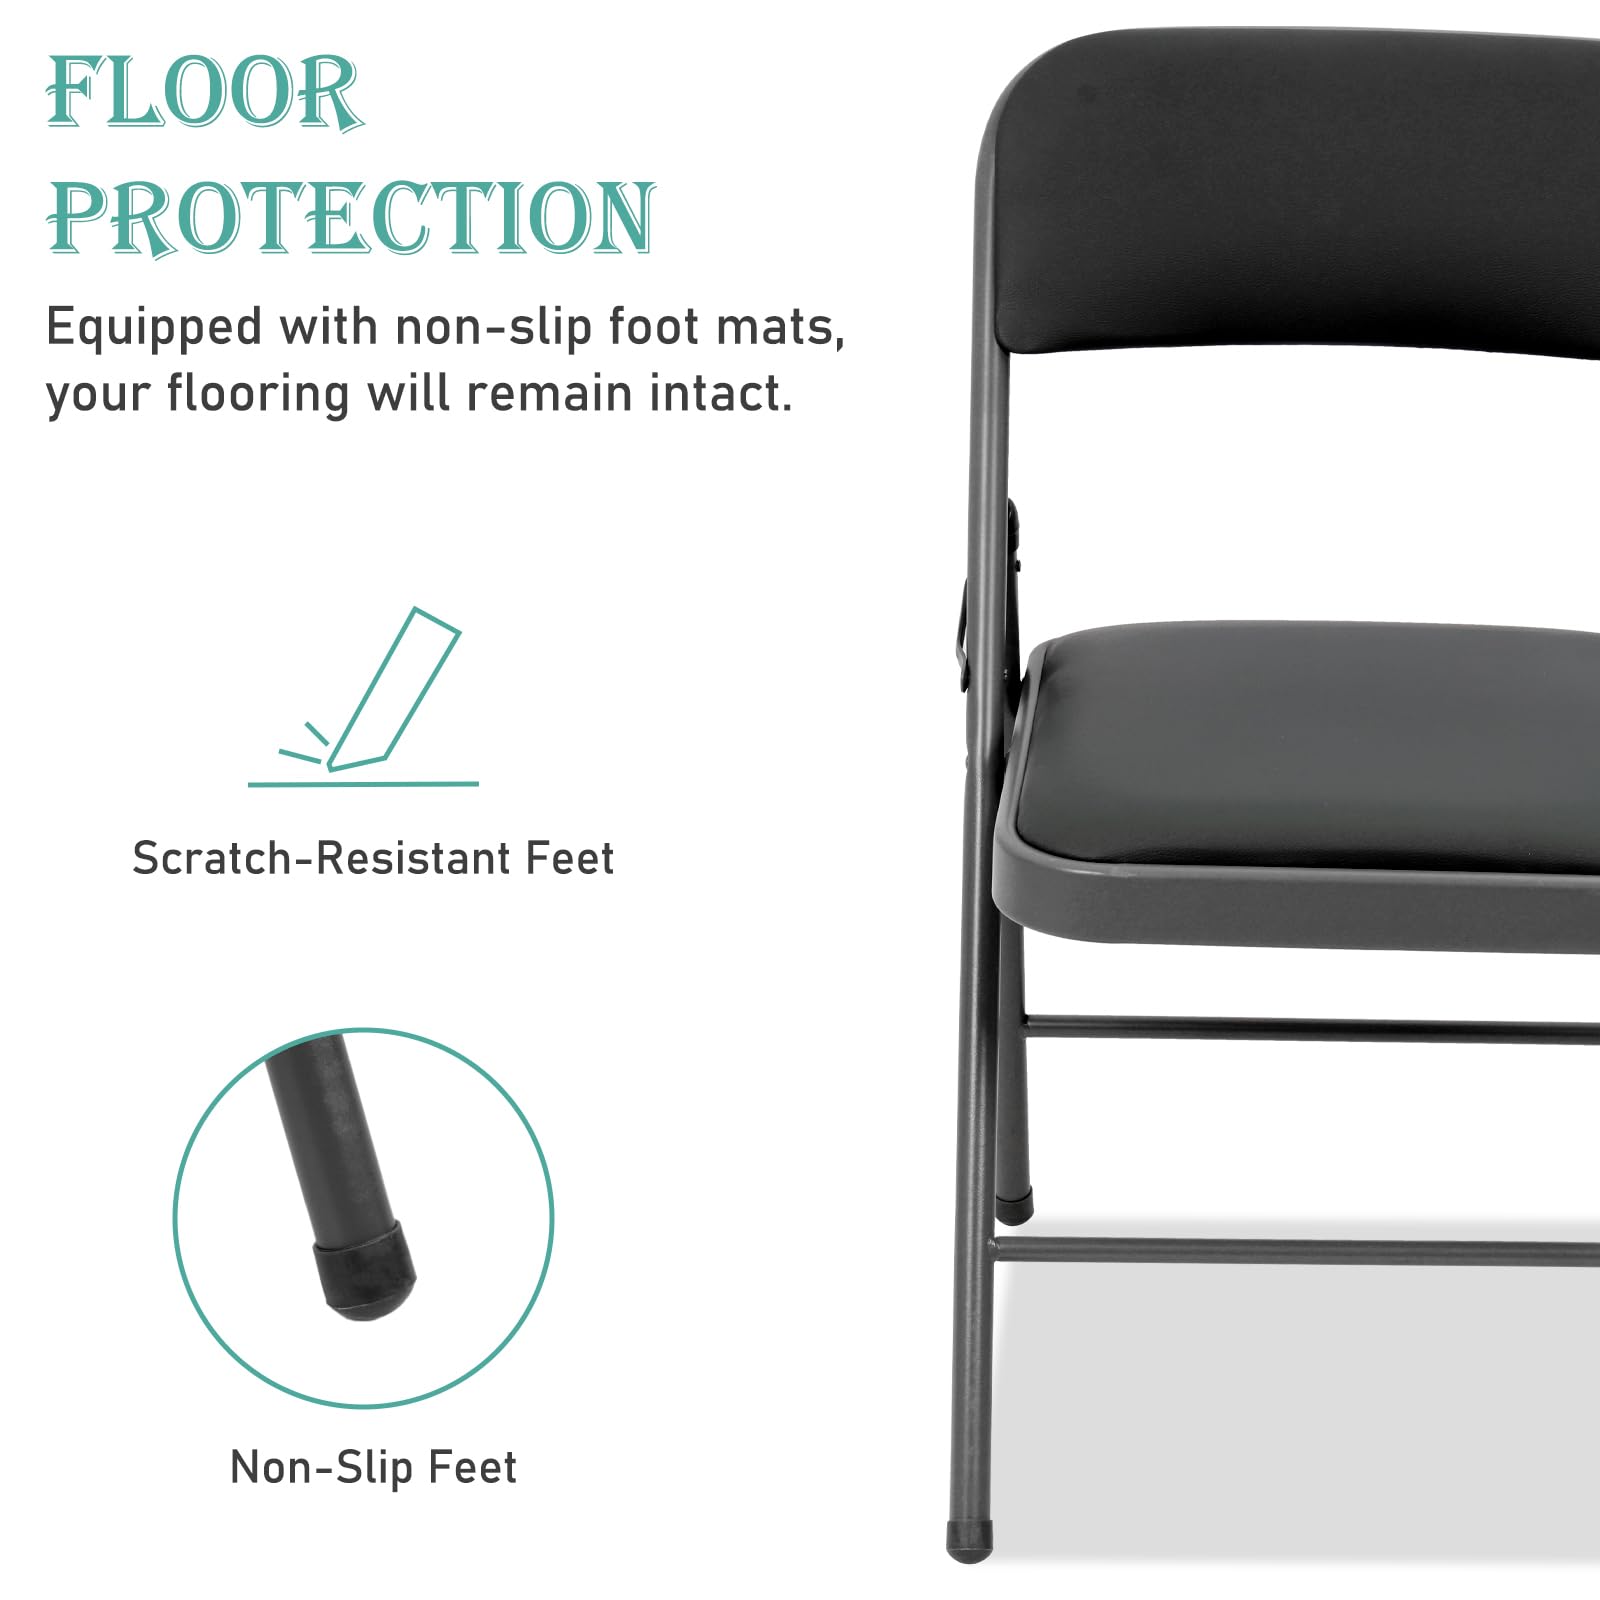 FLOOR
PROTECTION
Equipped with non-slip foot mats,
your flooring will remain intact.
Scratch-Resistant Feet
Non-Slip Feet